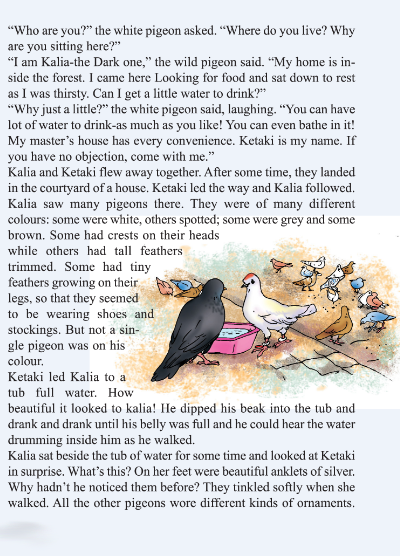 “Who are you?” the white pigeon asked. “Where do you live? Why
are you sitting here?”
“I am Kalia-the Dark one,” the wild pigeon said. “My home is in-
side the forest. I came here Looking for food and sat down to rest
as I was thirsty. Can I get a little water to drink?”
“Why just a little?” the white pigeon said, laughing. “You can have
lot of water to drink-as much as you like! You can even bathe in it!
My master’s house has every convenience. Ketaki is my name. If
you have no objection, come with me.”
Kalia and Ketaki flew away together. After some time, they landed
in the courtyard of a house. Ketaki led the way and Kalia followed.
Kalia saw many pigeons there. They were of many different
colours: some were white, others spotted; some were grey and some
brown. Some had crests on their heads
while others had tall feathers
trimmed. Some had tiny
feathers growing on their
legs, so that they seemed
to be wearing shoes and
stockings. But not a sin-
gle pigeon was on his
colour.
Ketaki led Kalia to a
tub full water. How
beautiful it looked to kalia! He dipped his beak into the tub and
drank and drank until his belly was full and he could hear the water
drumming inside him as he walked.
Kalia sat beside the tub of water for some time and looked at Ketaki
in surprise. What’s this? On her feet were beautiful anklets of silver.
Why hadn’t he noticed them before? They tinkled softly when she
walked. All the other pigeons wore different kinds of ornaments.